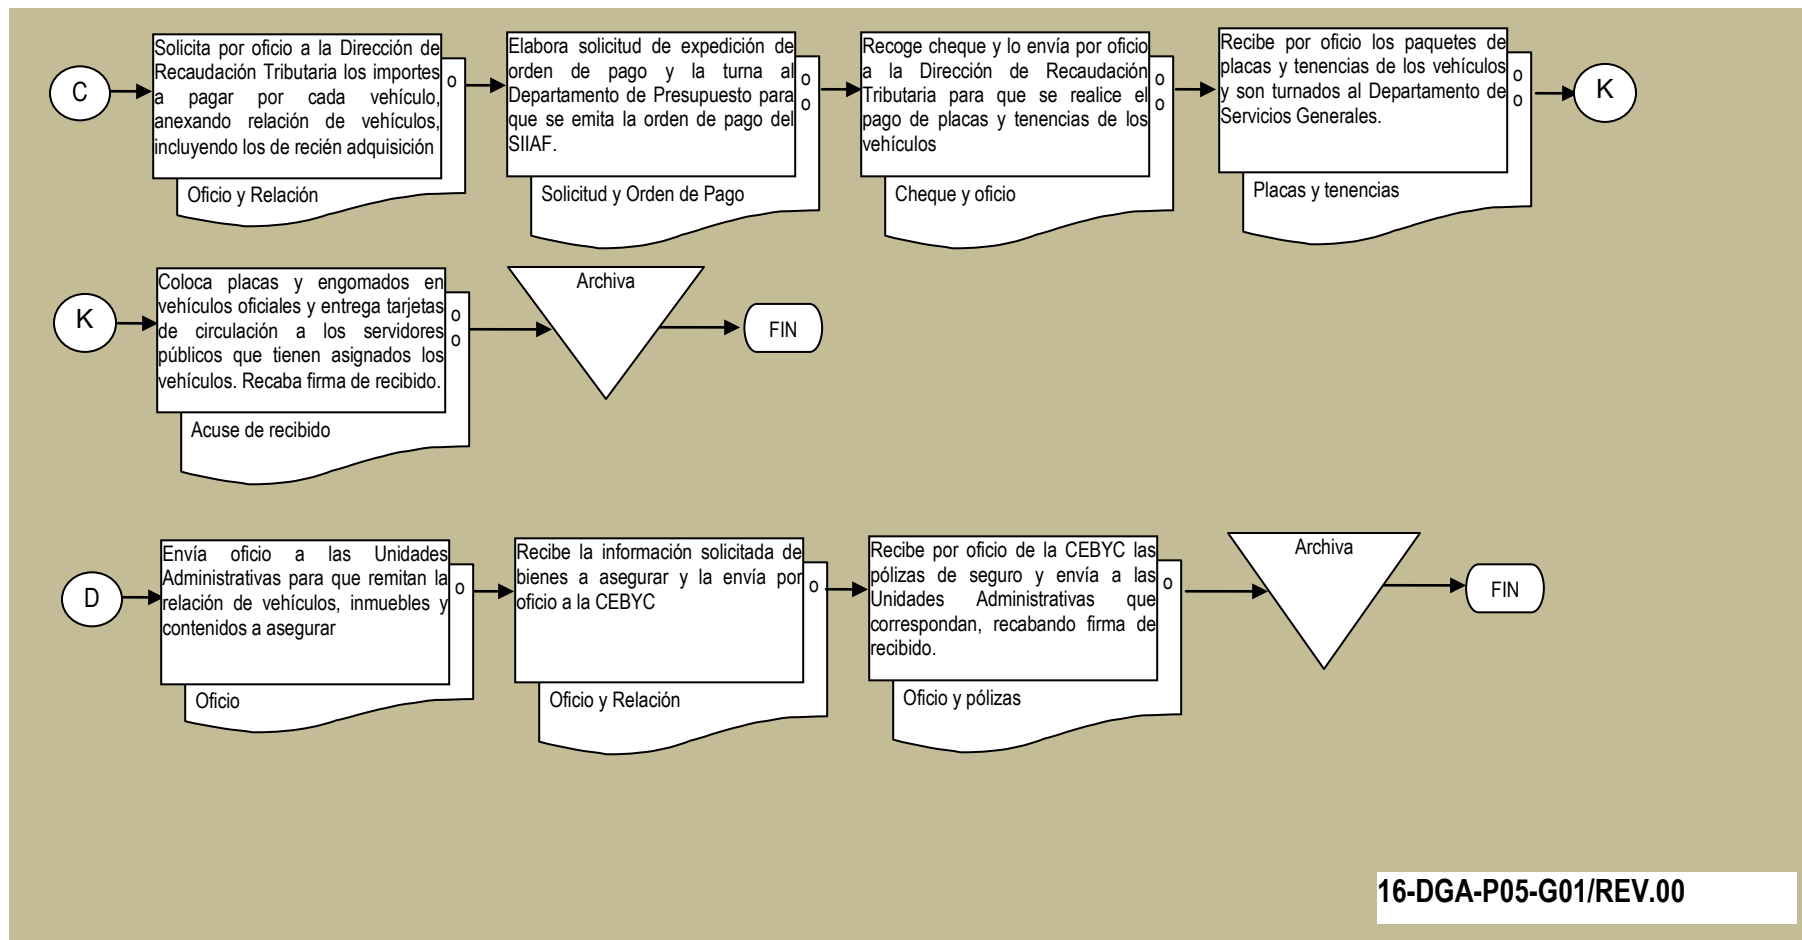 C
Solicita por oficio a la Dirección de
Recaudación Tributaria los importes
a pagar por cada vehículo,
anexando relación de vehículos,
incluyendo los de recién adquisición
o
Oficio y Relación
Elabora solicitud de expedición de
orden de pago y la turna al
Departamento de Presupuesto para
que se emita la orden de pago del
SIIAF.
o
o
Solicitud y Orden de Pago
Recoge cheque y lo envía por oficio
a la Dirección de Recaudación
Tributaria para que se realice el
pago de placas y tenencias de los
vehículos
o
o
Cheque y oficio
Recibe por oficio los paquetes de
placas y tenencias de los vehículos
y son turnados al Departamento de
Servicios Generales.
o
o
Placas y tenencias
K
K
Coloca placas y engomados en
vehículos oficiales y entrega tarjetas
de circulación a los servidores
públicos que tienen asignados los
vehículos. Recaba firma de recibido.
o
o
Acuse de recibido
Archiva
FIN
D
Envía oficio a las Unidades
Administrativas para que remitan la
relación de vehículos, inmuebles y
contenidos a asegurar
o
Oficio
Recibe la información solicitada de
bienes a asegurar y la envía por
oficio a la CEBYC
o
Oficio y Relación
Recibe por oficio de la CEBYC las
pólizas de seguro y envía a las
Unidades Administrativas que
correspondan, recabando firma de
recibido.
o
Oficio y pólizas
Archiva
FIN
16-DGA-P05-G01/REV.00